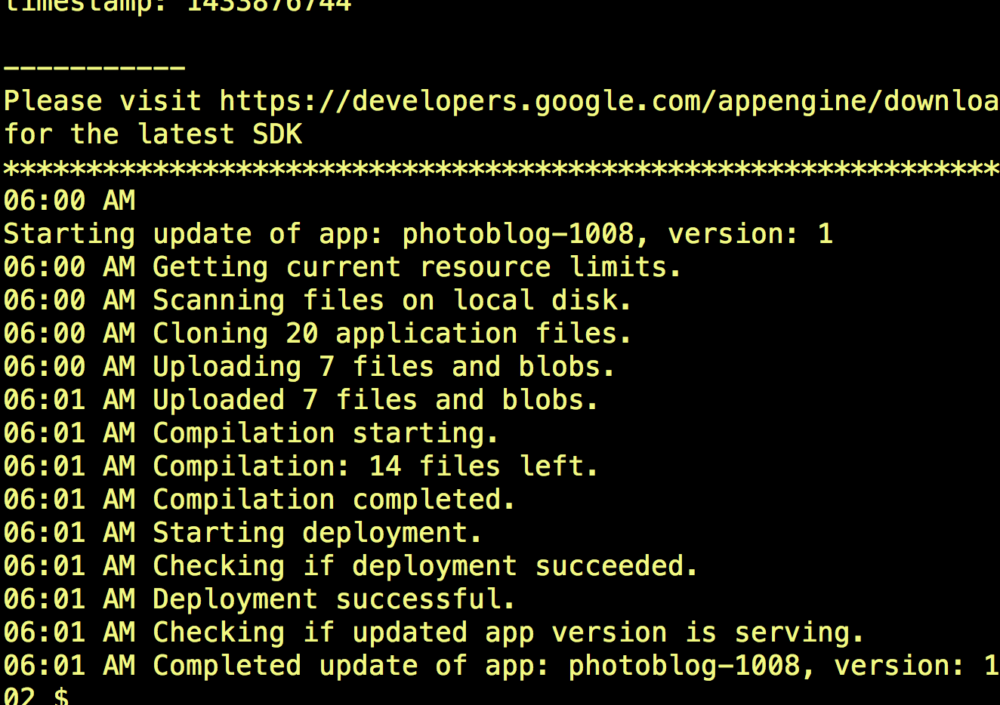 timestamp: 1433876744
-----------
Please visit https://developers.google.com/appengine/downloa
for the latest SDK
************************************************************
06:00 AM
Starting update of app: photoblog-1008, version: 1
06:00 AM Getting current resource limits.
06:00 AM Scanning files on local disk.
06:00 AM Cloning 20 application files.
06:00 AM Uploading 7 files and blobs.
06:01 AM Uploaded 7 files and blobs.
06:01 AM Compilation starting.
06:01 AM Compilation: 14 files left.
06:01 AM Compilation completed.
06:01 AM Starting deployment.
06:01 AM Checking if deployment succeeded.
06:01 AM Deployment successful.
06:01 AM Checking if updated app version is serving.
06:01 AM Completed update of app: photoblog-1008, version: 1
02 $